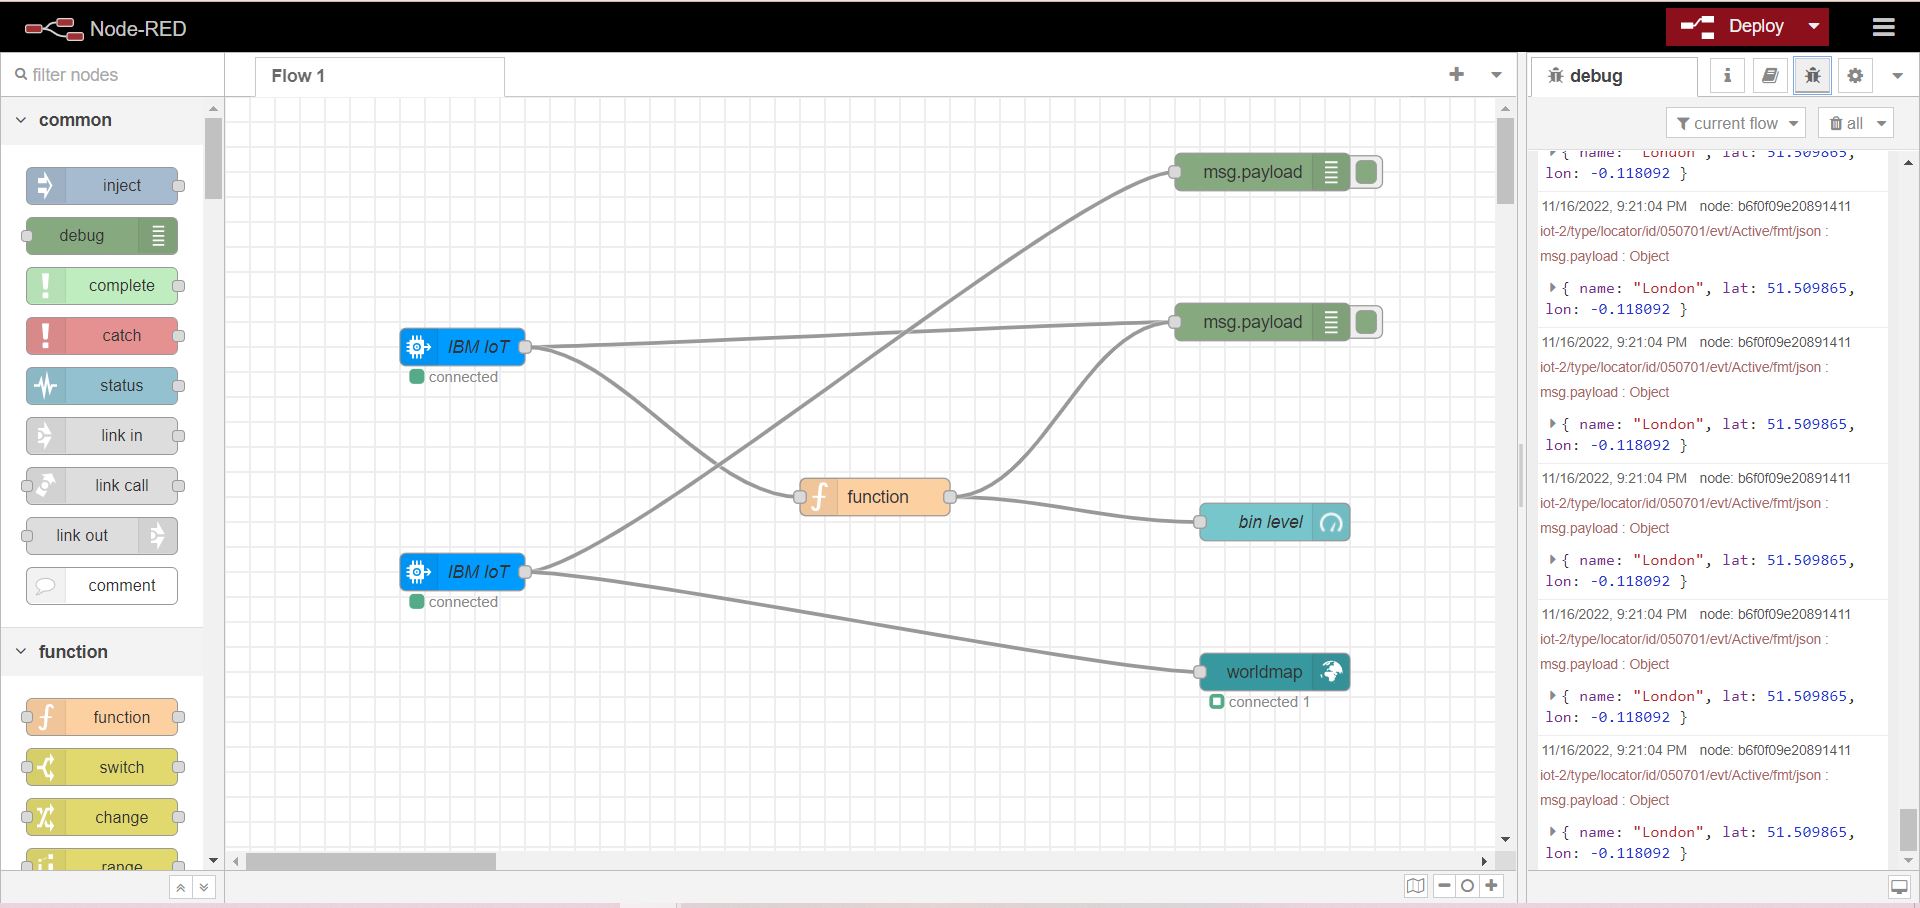 Node-RED
Deploy
filter nodes
Flow 1
debug
i
current flow
all
common
inject
debug
complete
catch
status
link in
link call
link out
comment
function
function
switch
change
range
msg.payload
msg.payload
IBM IoT
connected
function
bin level
IBM IoT
connected
worldmap
connected 1
{ name: "London", lat: 51.509865,
lon: -0.118092 }
11/16/2022, 9:21:04 PM node: b6f0f09e20891411
iot-2/type/locator/id/050701/evt/Active/fmt/json :
msg.payload : Object
{ name: "London", lat: 51.509865,
lon: -0.118092 }
11/16/2022, 9:21:04 PM node: b6f0f09e20891411
iot-2/type/locator/id/050701/evt/Active/fmt/json :
msg.payload : Object
{ name: "London", lat: 51.509865,
lon: -0.118092 }
11/16/2022, 9:21:04 PM node: b6f0f09e20891411
iot-2/type/locator/id/050701/evt/Active/fmt/json :
msg.payload : Object
{ name: "London", lat: 51.509865,
lon: -0.118092 }
11/16/2022, 9:21:04 PM node: b6f0f09e20891411
iot-2/type/locator/id/050701/evt/Active/fmt/json :
msg.payload : Object
{ name: "London", lat: 51.509865,
lon: -0.118092 }
11/16/2022, 9:21:04 PM node: b6f0f09e20891411
iot-2/type/locator/id/050701/evt/Active/fmt/json :
msg.payload : Object
{ name: "London", lat: 51.509865,
lon: -0.118092 }